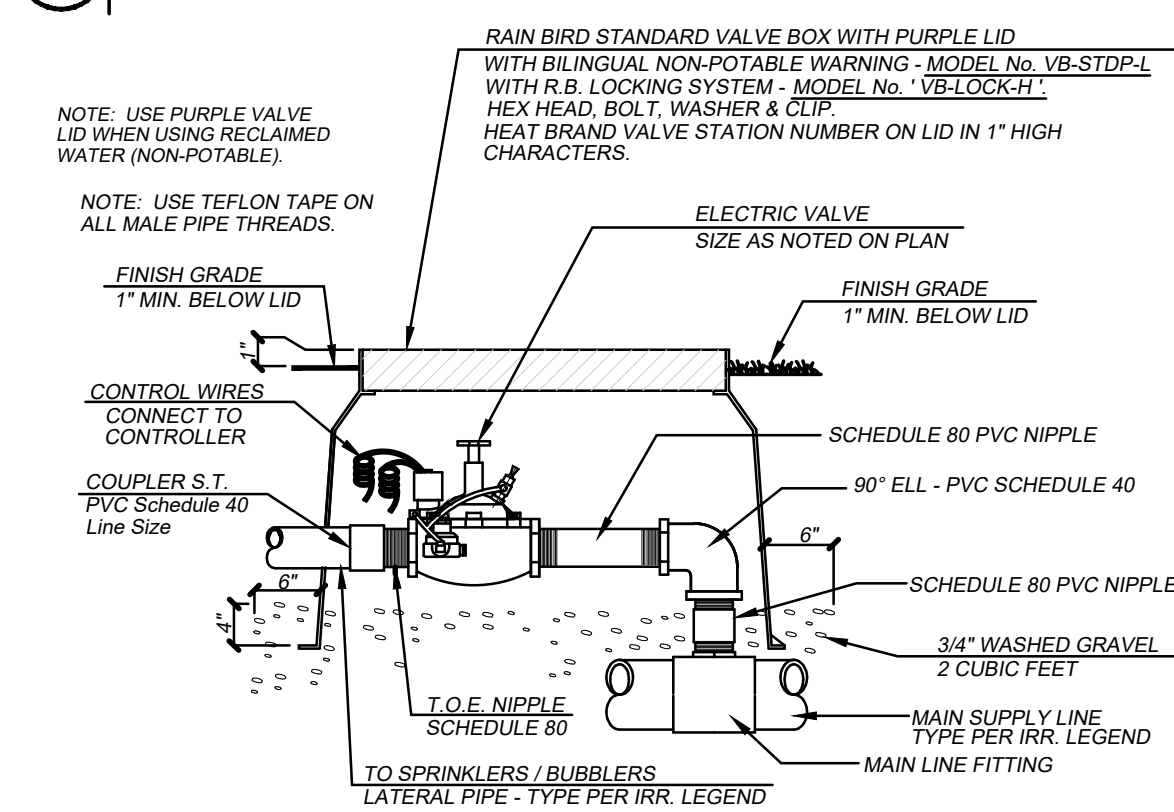 RAIN BIRD STANDARD VALVE BOX WITH PURPLE LID
WITH BILINGUAL NON-POTABLE WARNING - MODEL No. VB-STDP-L
WITH R.B. LOCKING SYSTEM - MODEL No. ' VB-LOCK-H '.
HEX HEAD, BOLT, WASHER & CLIP.
HEAT BRAND VALVE STATION NUMBER ON LID IN 1" HIGH
CHARACTERS.
NOTE: USE PURPLE VALVE
LID WHEN USING RECLAIMED
WATER (NON-POTABLE).
NOTE: USE TEFLON TAPE ON
ALL MALE PIPE THREADS.
ELECTRIC VALVE
SIZE AS NOTED ON PLAN
FINISH GRADE
1" MIN. BELOW LID
FINISH GRADE
1" MIN. BELOW LID
1"
CONTROL WIRES
CONNECT TO
CONTROLLER
SCHEDULE 80 PVC NIPPLE
COUPLER S.T.
PVC Schedule 40
Line Size
90° ELL - PVC SCHEDULE 40
6"
6"
SCHEDULE 80 PVC NIPPLE
4"
3/4" WASHED GRAVEL
2 CUBIC FEET
T.O.E. NIPPLE
SCHEDULE 80
MAIN SUPPLY LINE
TYPE PER IRR. LEGEND
MAIN LINE FITTING
TO SPRINKLERS / BUBBLERS
LATERAL PIPE - TYPE PER IRR. LEGEND